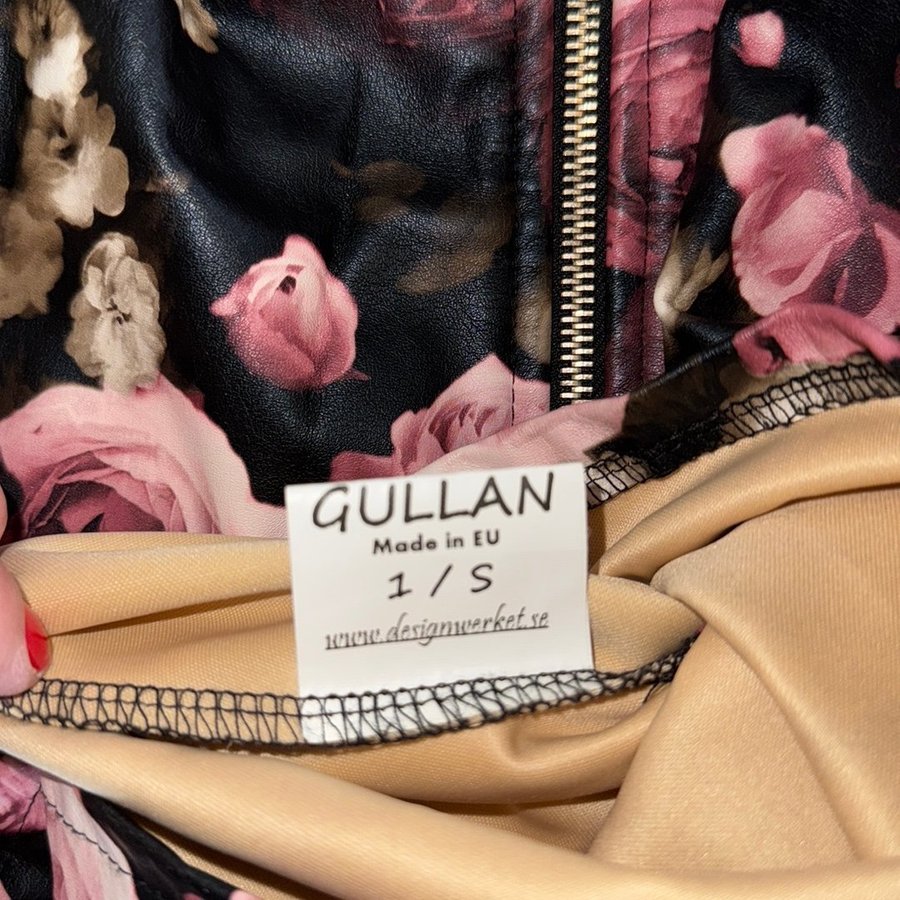 GULLAN
Made in EU
1 / S
www.designwerket.se